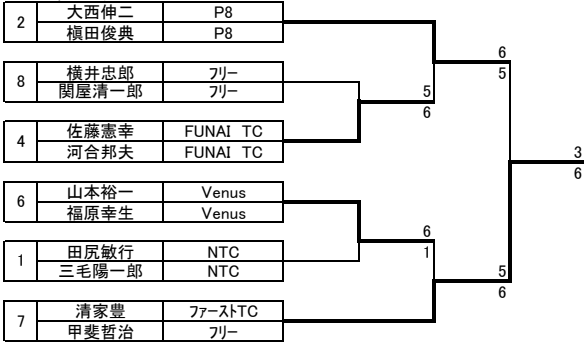 2 大西伸二 P8
槇田俊典 P8
6
5
8 横井忠郎 フリー
関屋清一郎 フリー
5
6
4 佐藤憲幸 FUNAI TC
河合邦夫 FUNAI TC
3
6
6 山本裕一 Venus
福原幸生 Venus
6
1
1 田尻敏行 NTC
三毛陽一郎 NTC
5
6
7 清家豊 ファーストTC
甲斐哲治 フリー